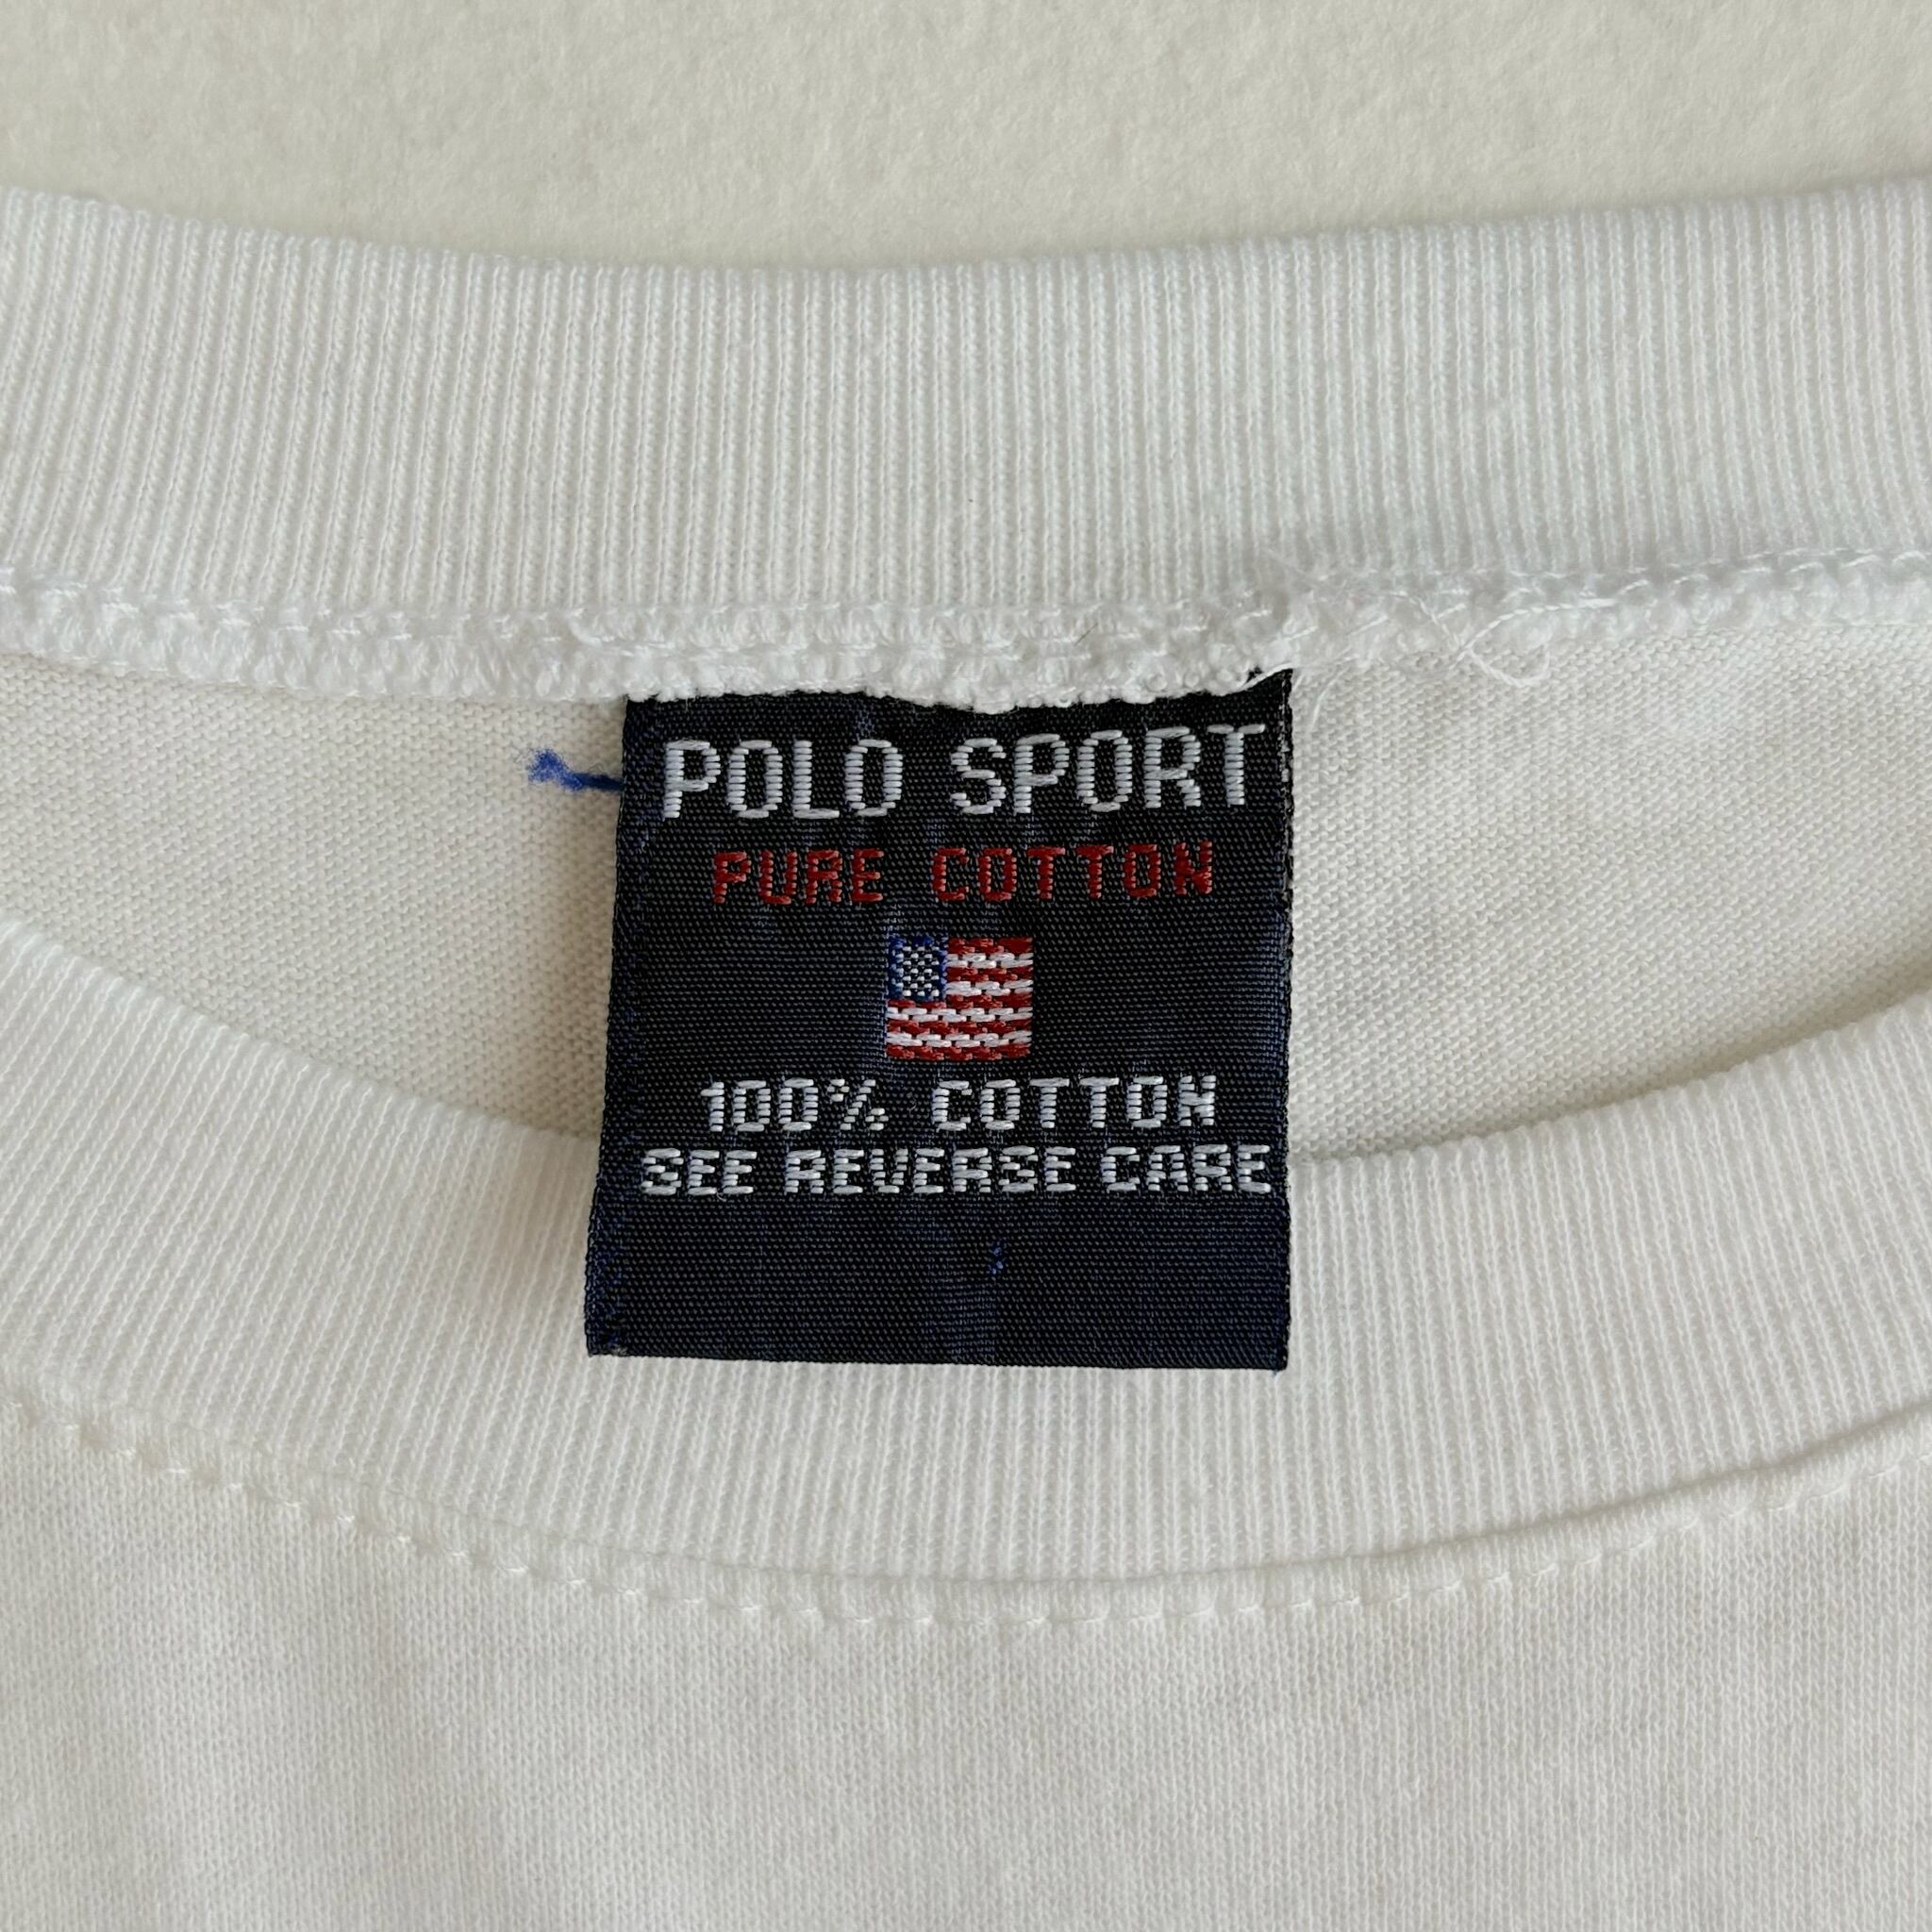 POLO SPORT
PURE COTTON
100% COTTON
SEE REVERSE CARE